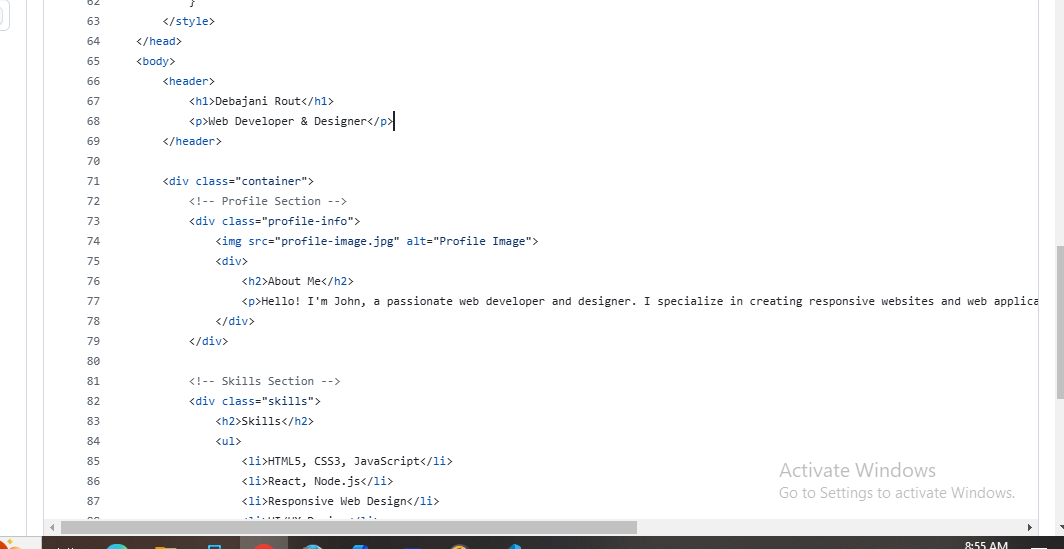 62 }
63 </style>
64 </head>
65 <body>
66 <header>
67 <h1>Debajani Rout</h1>
68 <p>Web Developer & Designer</p>
69 </header>
70
71 <div class="container">
72 <!-- Profile Section -->
73 <div class="profile-info">
74 <img src="profile-image.jpg" alt="Profile Image">
75 <div>
76 <h2>About Me</h2>
77 <p>Hello! I'm John, a passionate web developer and designer. I specialize in creating responsive websites and web applica
78 </div>
79 </div>
80
81 <!-- Skills Section -->
82 <div class="skills">
83 <h2>Skills</h2>
84 <ul>
85 <li>HTML5, CSS3, JavaScript</li>
86 <li>React, Node.js</li>
87 <li>Responsive Web Design</li>
Activate Windows
Go to Settings to activate Windows.
8:55 AM